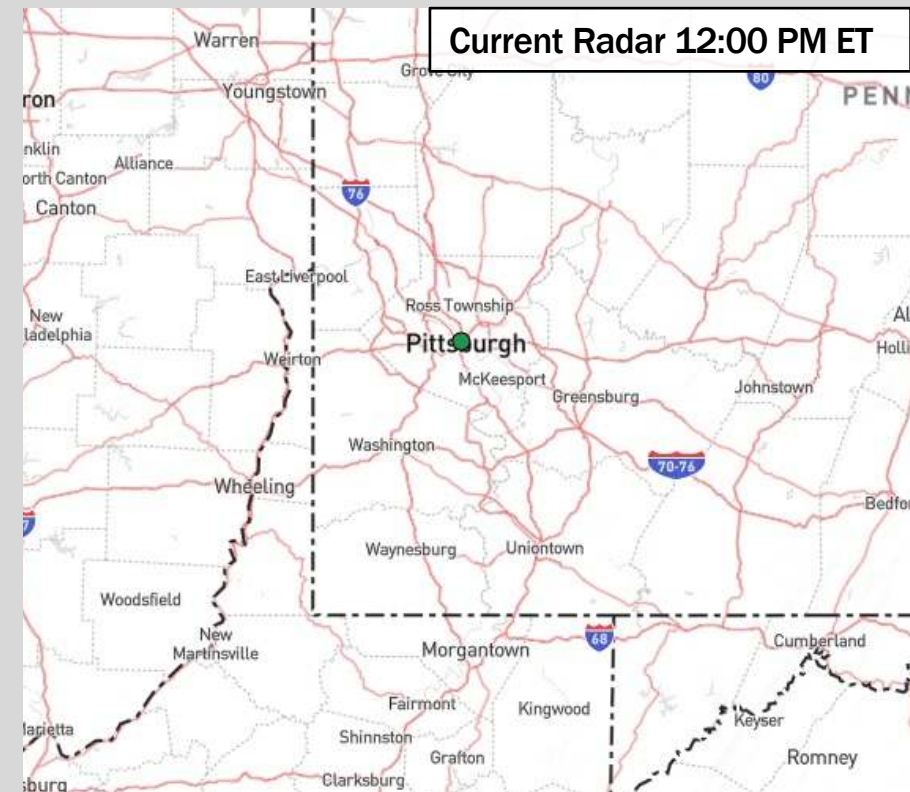 Current Radar 12:00 PM ET
Warren
Grove City
80
PENN
Youngstown
ron
nklin
Alliance
orth Canton
Canton
76
East Liverpool
Ross Township
New
ladelphia
Al
Pittsburgh
Holli
Weirton
McKeesport
Greensburg
Johnstown
Washington
70-76
Wheeling
Bedfor
Waynesburg
Uniontown
Woodsfield
New
Martinsville
68
Cumberland
Morgantown
Fairmont
Kingwood
Keyser
arietta
Shinnston
Grafton
Romney
Clarksburg
sburg